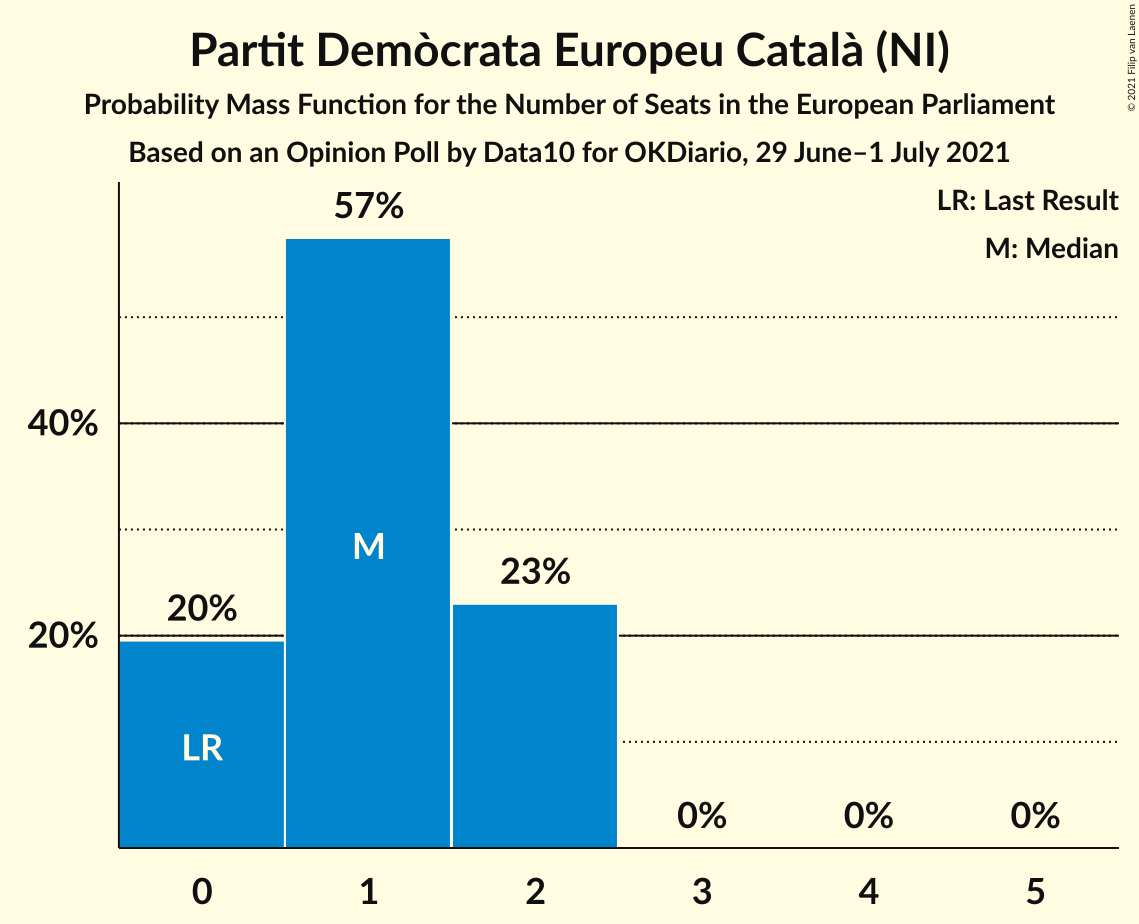 Partit Demòcrata Europeu Català (NI)
Probability Mass Function for the Number of Seats in the European Parliament
Based on an Opinion Poll by Data10 for OKDiario, 29 June–1 July 2021
© 2021 Filip van Laenen
LR: Last Result
M: Median
57%
40%
M
23%
20%
20%
LR
0%
0%
0%
0
1
2
3
4
5